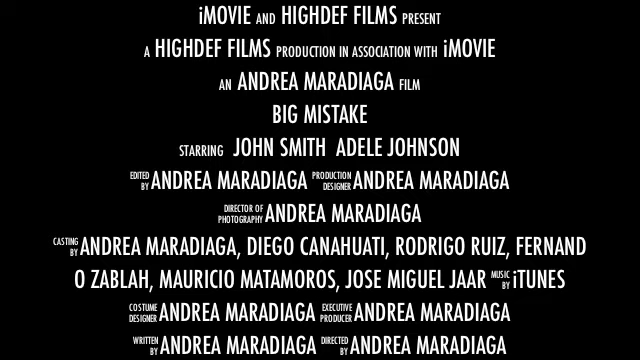 iMOVIE AND HIGHDEF FILMS PRESENT
A HIGHDEF FILMS PRODUCTION IN ASSOCIATION WITH iMOVIE
AN ANDREA MARADIAGA FILM
BIG MISTAKE
STARRING JOHN SMITH ADELE JOHNSON
EDITED BY ANDREA MARADIAGA PRODUCTION DESIGNER ANDREA MARADIAGA
DIRECTOR OF PHOTOGRAPHY ANDREA MARADIAGA
CASTING BY ANDREA MARADIAGA, DIEGO CANAHUATI, RODRIGO RUIZ, FERNAND
O ZABLAH, MAURICIO MATAMOROS, JOSE MIGUEL JAAR MUSIC BY iTUNES
COSTUME DESIGNER ANDREA MARADIAGA EXECUTIVE PRODUCER ANDREA MARADIAGA
WRITTEN BY ANDREA MARADIAGA DIRECTED BY ANDREA MARADIAGA